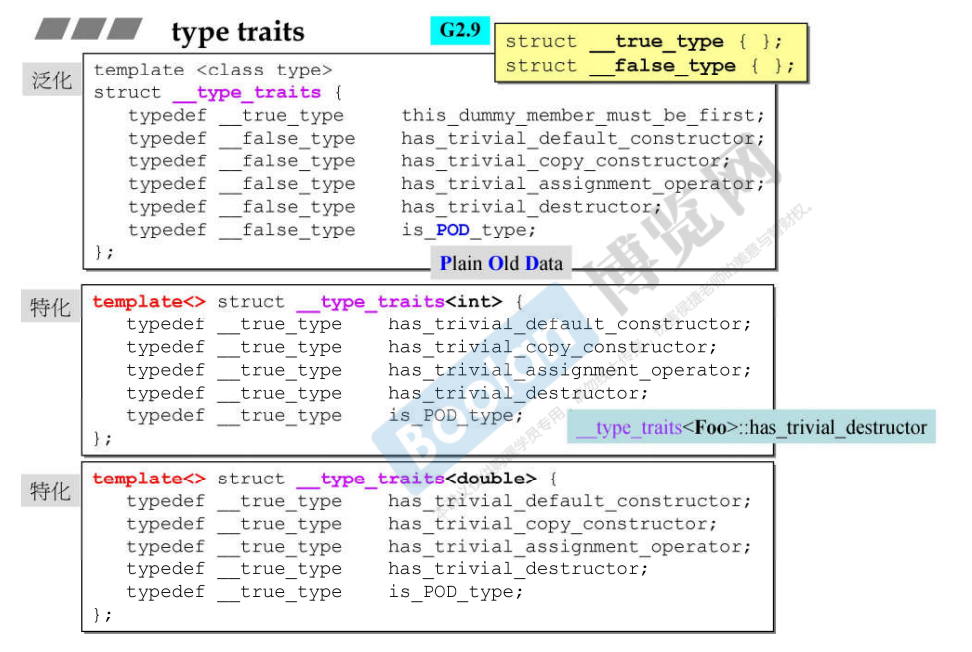 type traits
G2.9
struct __true_type { };
struct __false_type { };
泛化
template <class type>
struct __type_traits {
typedef __true_type this_dummy_member_must_be_first;
typedef __false_type has_trivial_default_constructor;
typedef __false_type has_trivial_copy_constructor;
typedef __false_type has_trivial_assignment_operator;
typedef __false_type has_trivial_destructor;
typedef __false_type is_POD_type;
};
Plain Old Data
特化
template<> struct __type_traits<int> {
typedef __true_type has_trivial_default_constructor;
typedef __true_type has_trivial_copy_constructor;
typedef __true_type has_trivial_assignment_operator;
typedef __true_type has_trivial_destructor;
typedef __true_type is_POD_type;
};
__type_traits<Foo>::has_trivial_destructor
特化
template<> struct __type_traits<double> {
typedef __true_type has_trivial_default_constructor;
typedef __true_type has_trivial_copy_constructor;
typedef __true_type has_trivial_assignment_operator;
typedef __true_type has_trivial_destructor;
typedef __true_type is_POD_type;
};
Boolan
博览网